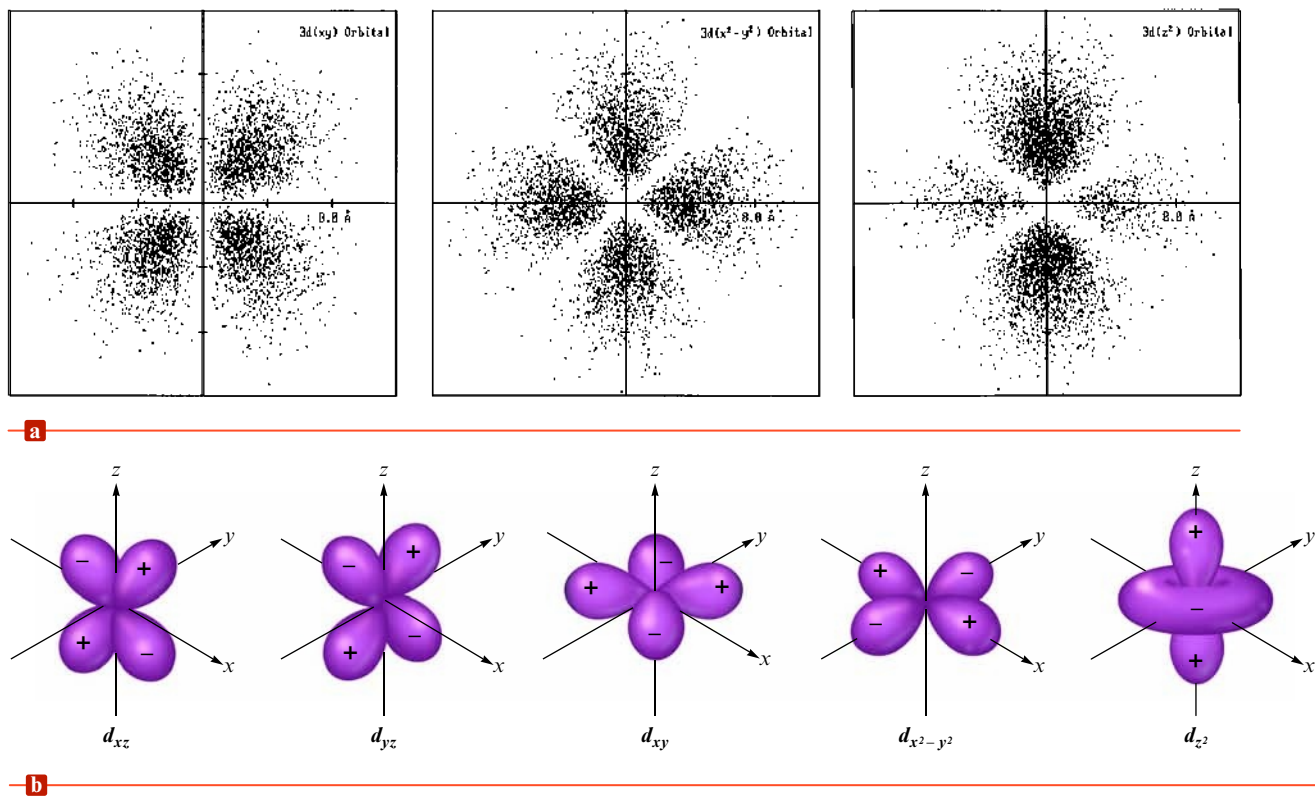 3d(xy) Orbital
8.0 Å
3d(x² - y²) Orbital
8.0 Å
3d(z²) Orbital
8.0 Å
a
z
y
x
− +
+ −
d_xz
z
y
x
− +
+ −
d_yz
z
y
x
+ − +
−
d_xy
z
y
x
+ −
− +
d_x² − y²
z
y
x
+
−
+
d_z²
b